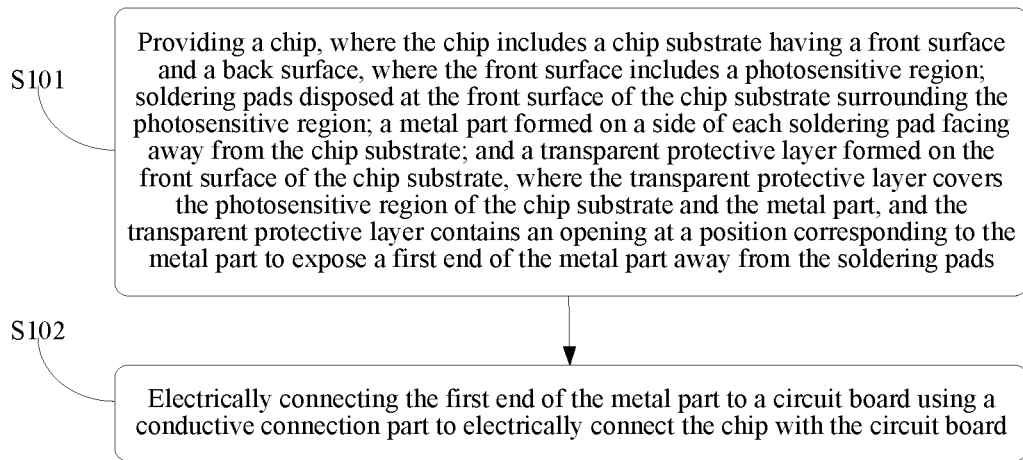 S101
Providing a chip, where the chip includes a chip substrate having a front surface
and a back surface, where the front surface includes a photosensitive region;
soldering pads disposed at the front surface of the chip substrate surrounding the
photosensitive region; a metal part formed on a side of each soldering pad facing
away from the chip substrate; and a transparent protective layer formed on the
front surface of the chip substrate, where the transparent protective layer covers
the photosensitive region of the chip substrate and the metal part, and the
transparent protective layer contains an opening at a position corresponding to the
metal part to expose a first end of the metal part away from the soldering pads
S102
Electrically connecting the first end of the metal part to a circuit board using a
conductive connection part to electrically connect the chip with the circuit board